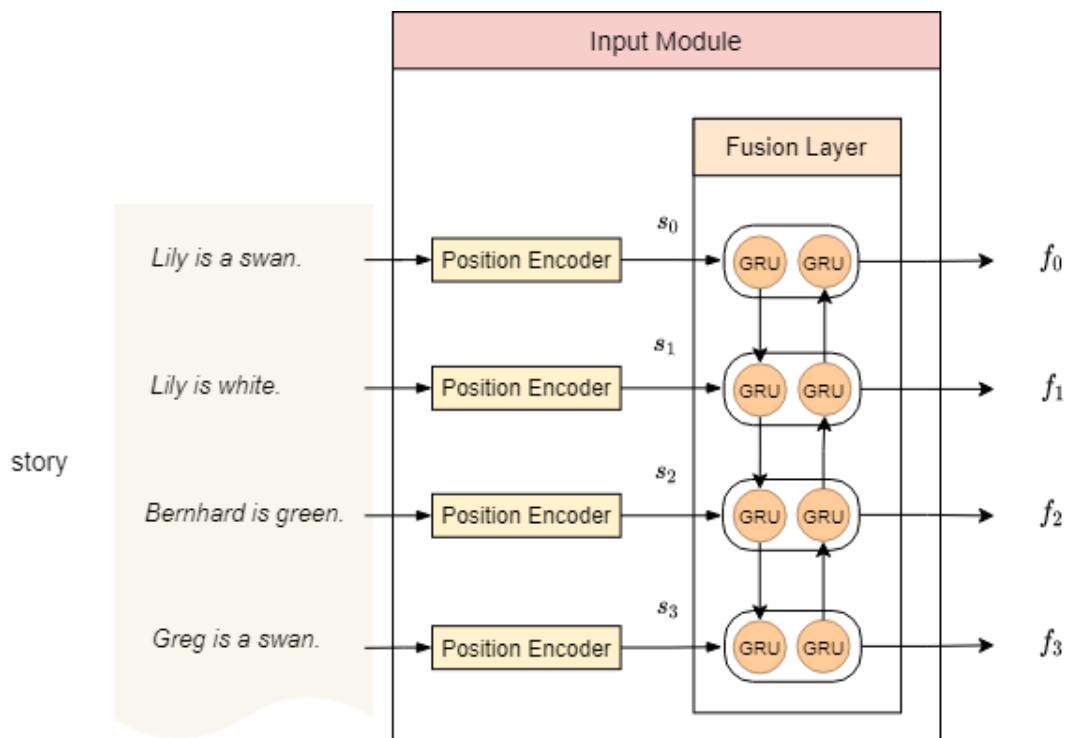 Input Module
Fusion Layer
Lily is a swan.
Position Encoder
s0
GRU GRU
f0
Lily is white.
Position Encoder
s1
GRU GRU
f1
story
Bernhard is green.
Position Encoder
s2
GRU GRU
f2
Greg is a swan.
Position Encoder
s3
GRU GRU
f3